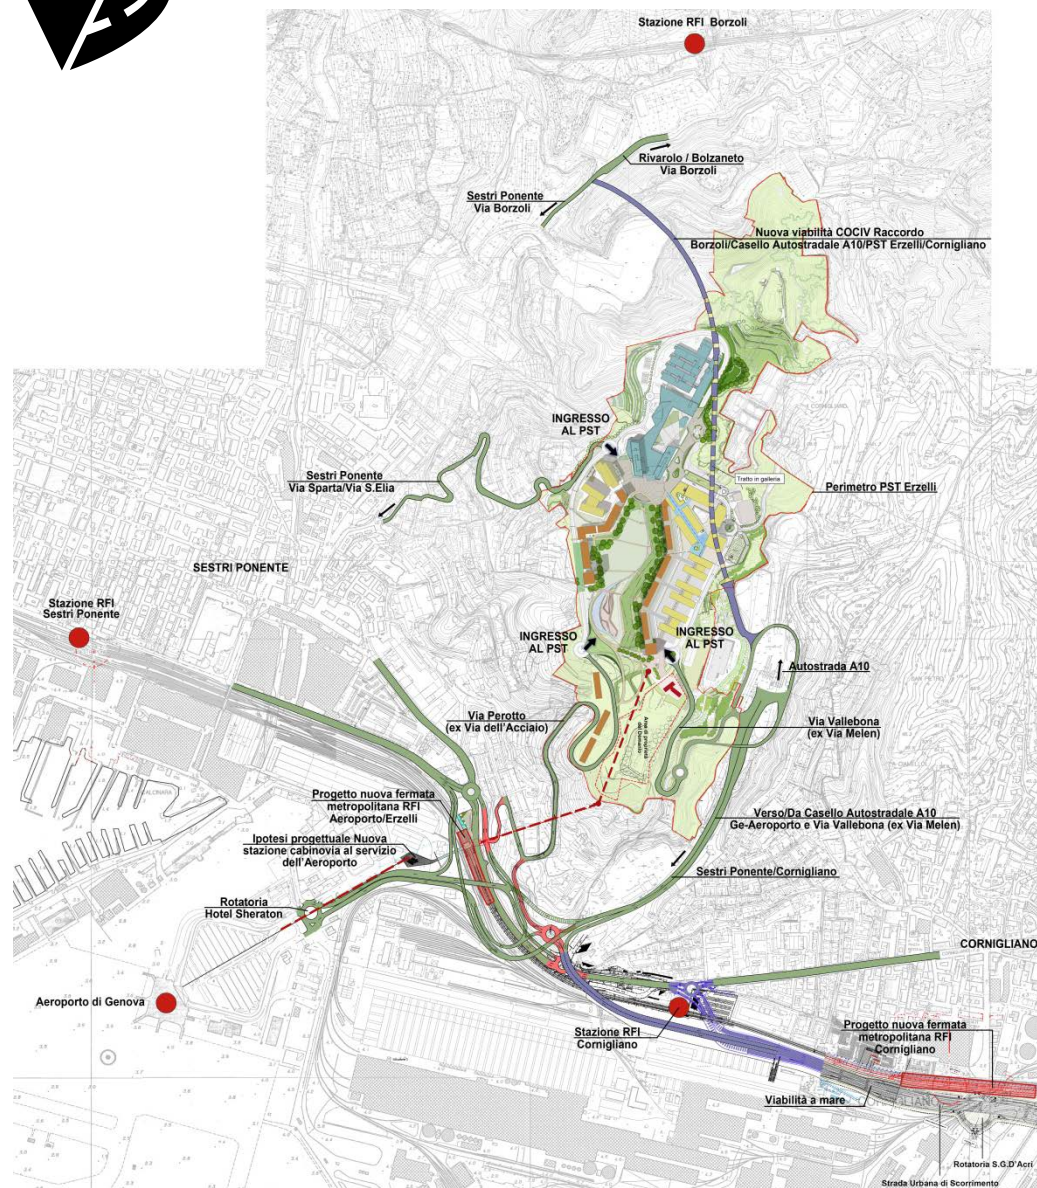 Stazione RFI Borzoli
Rivarolo / Bolzaneto
Via Borzoli
Sestri Ponente
Via Borzoli
Nuova viabilità COCIV Raccordo
Borzoli/Casello Autostradale A10/PST Erzelli/Cornigliano
INGRESSO
AL PST
Sestri Ponente
Via Sparta/Via S.Elia
Tratto in galleria
Perimetro PST Erzelli
SESTRI PONENTE
Stazione RFI
Sestri Ponente
INGRESSO
AL PST
INGRESSO
AL PST
Autostrada A10
Via Perotto
(ex Via dell'Acciaio)
Via Vallebona
(ex Via Melen)
Progetto nuova fermata
metropolitana RFI
Aeroporto/Erzelli
Verso/Da Casello Autostradale A10
Ge-Aeroporto e Via Vallebona (ex Via Melen)
Ipotesi progettuale Nuova
stazione cabinovia al servizio
dell'Aeroporto
Sestri Ponente/Cornigliano
Rotatoria
Hotel Sheraton
CORNIGLIANO
Aeroporto di Genova
Stazione RFI
Cornigliano
Progetto nuova fermata
metropolitana RFI
Cornigliano
Viabilità a mare
Rotatoria S.G.D'Acri
Strada Urbana di Scorrimento